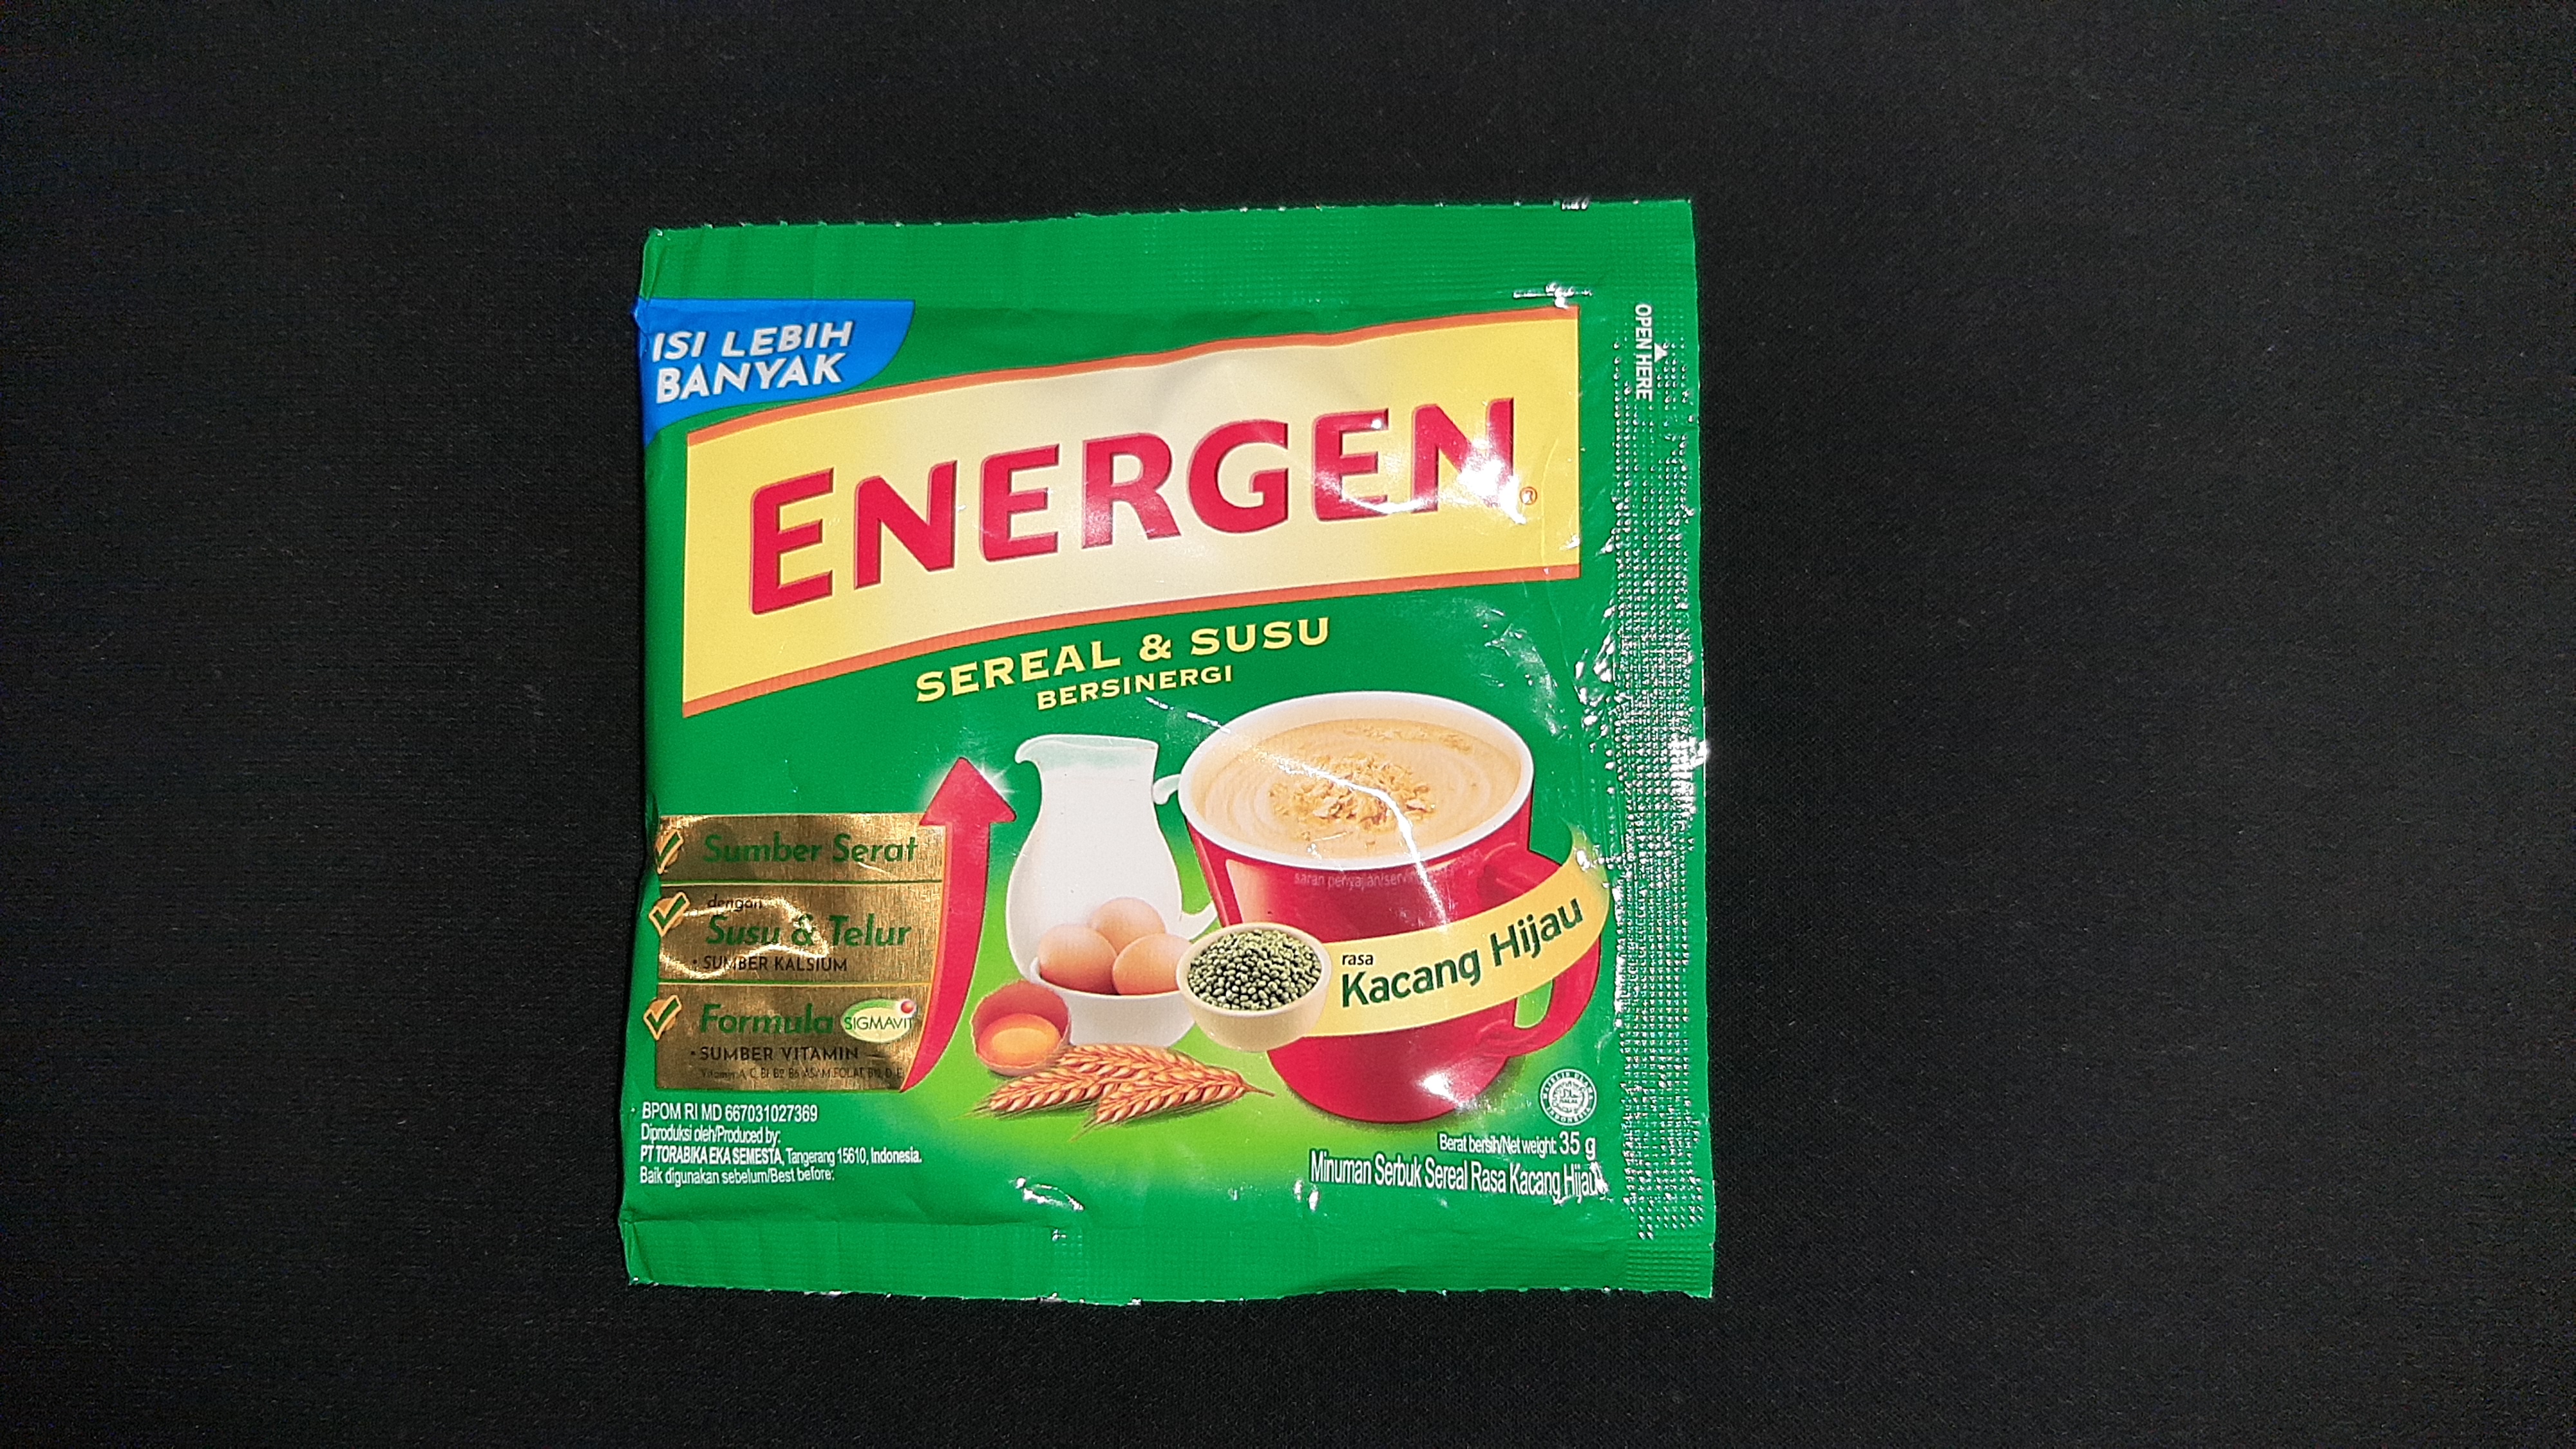 ISI LEBIH
BANYAK
ENERGEN®
SEREAL & SUSU
BERSINERGI
Sumber Serat
dengan
Susu & Telur
• SUMBER KALSIUM
Formula SIGMAVIT
• SUMBER VITAMIN
saran penyajian
rasa
Kacang Hijau
BPOM RI MD 667031027369
Diproduksi oleh/Produced by:
PT TORABIKA EKA SEMESTA, Tangerang 15610, Indonesia.
Baik digunakan sebelum/Best before:
Berat bersih/Net weight: 35 g
Minuman Serbuk Sereal Rasa Kacang Hijau
OPEN HERE